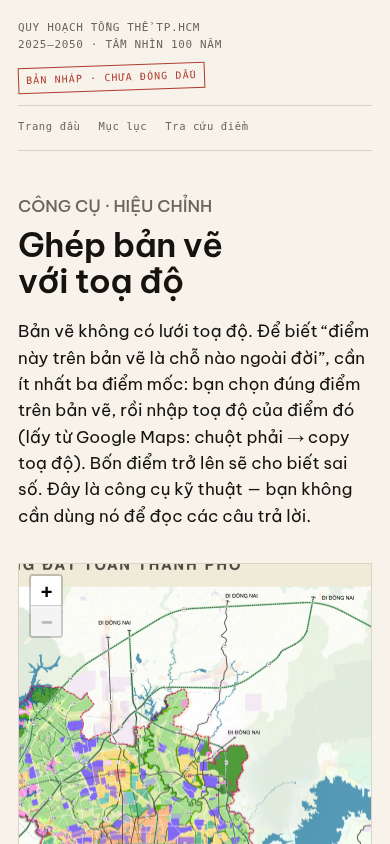 QUY HOẠCH TỔNG THỂ TP.HCM
2025–2050 · TẦM NHÌN 100 NĂM
BẢN NHÁP · CHƯA ĐÓNG DẤU
Trang đầu Mục lục Tra cứu điểm
CÔNG CỤ · HIỆU CHỈNH
Ghép bản vẽ
với toạ độ
Bản vẽ không có lưới toạ độ. Để biết “điểm
này trên bản vẽ là chỗ nào ngoài đời”, cần
ít nhất ba điểm mốc: bạn chọn đúng điểm
trên bản vẽ, rồi nhập toạ độ của điểm đó
(lấy từ Google Maps: chuột phải → copy
toạ độ). Bốn điểm trở lên sẽ cho biết sai
số. Đây là công cụ kỹ thuật — bạn không
cần dùng nó để đọc các câu trả lời.
G ĐẤT TOÀN THÀNH PHỐ
+
−
ĐI ĐỒNG NAI
ĐI ĐỒNG NAI
ĐI ĐỒNG NAI
ĐI ĐỒNG NAI